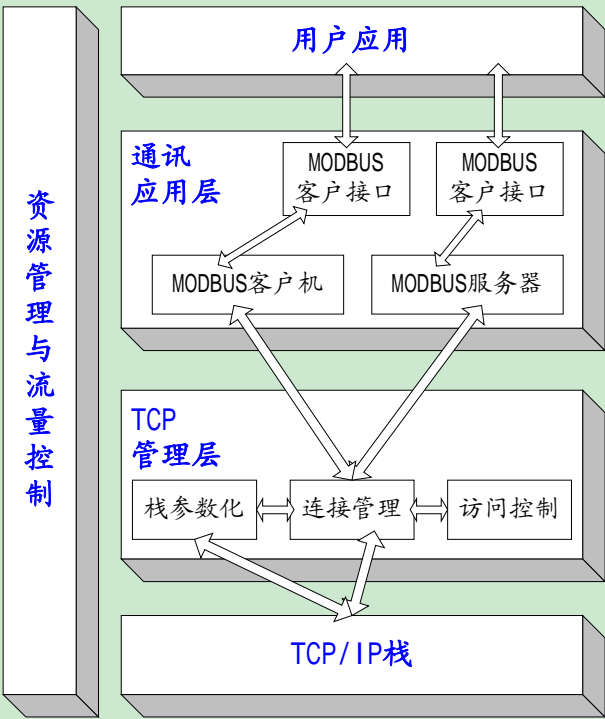 用户应用
通讯
应用层
MODBUS
客户接口
MODBUS
客户接口
MODBUS客户机
MODBUS服务器
资源管理与流量控制
TCP
管理层
栈参数化
连接管理
访问控制
TCP/IP栈